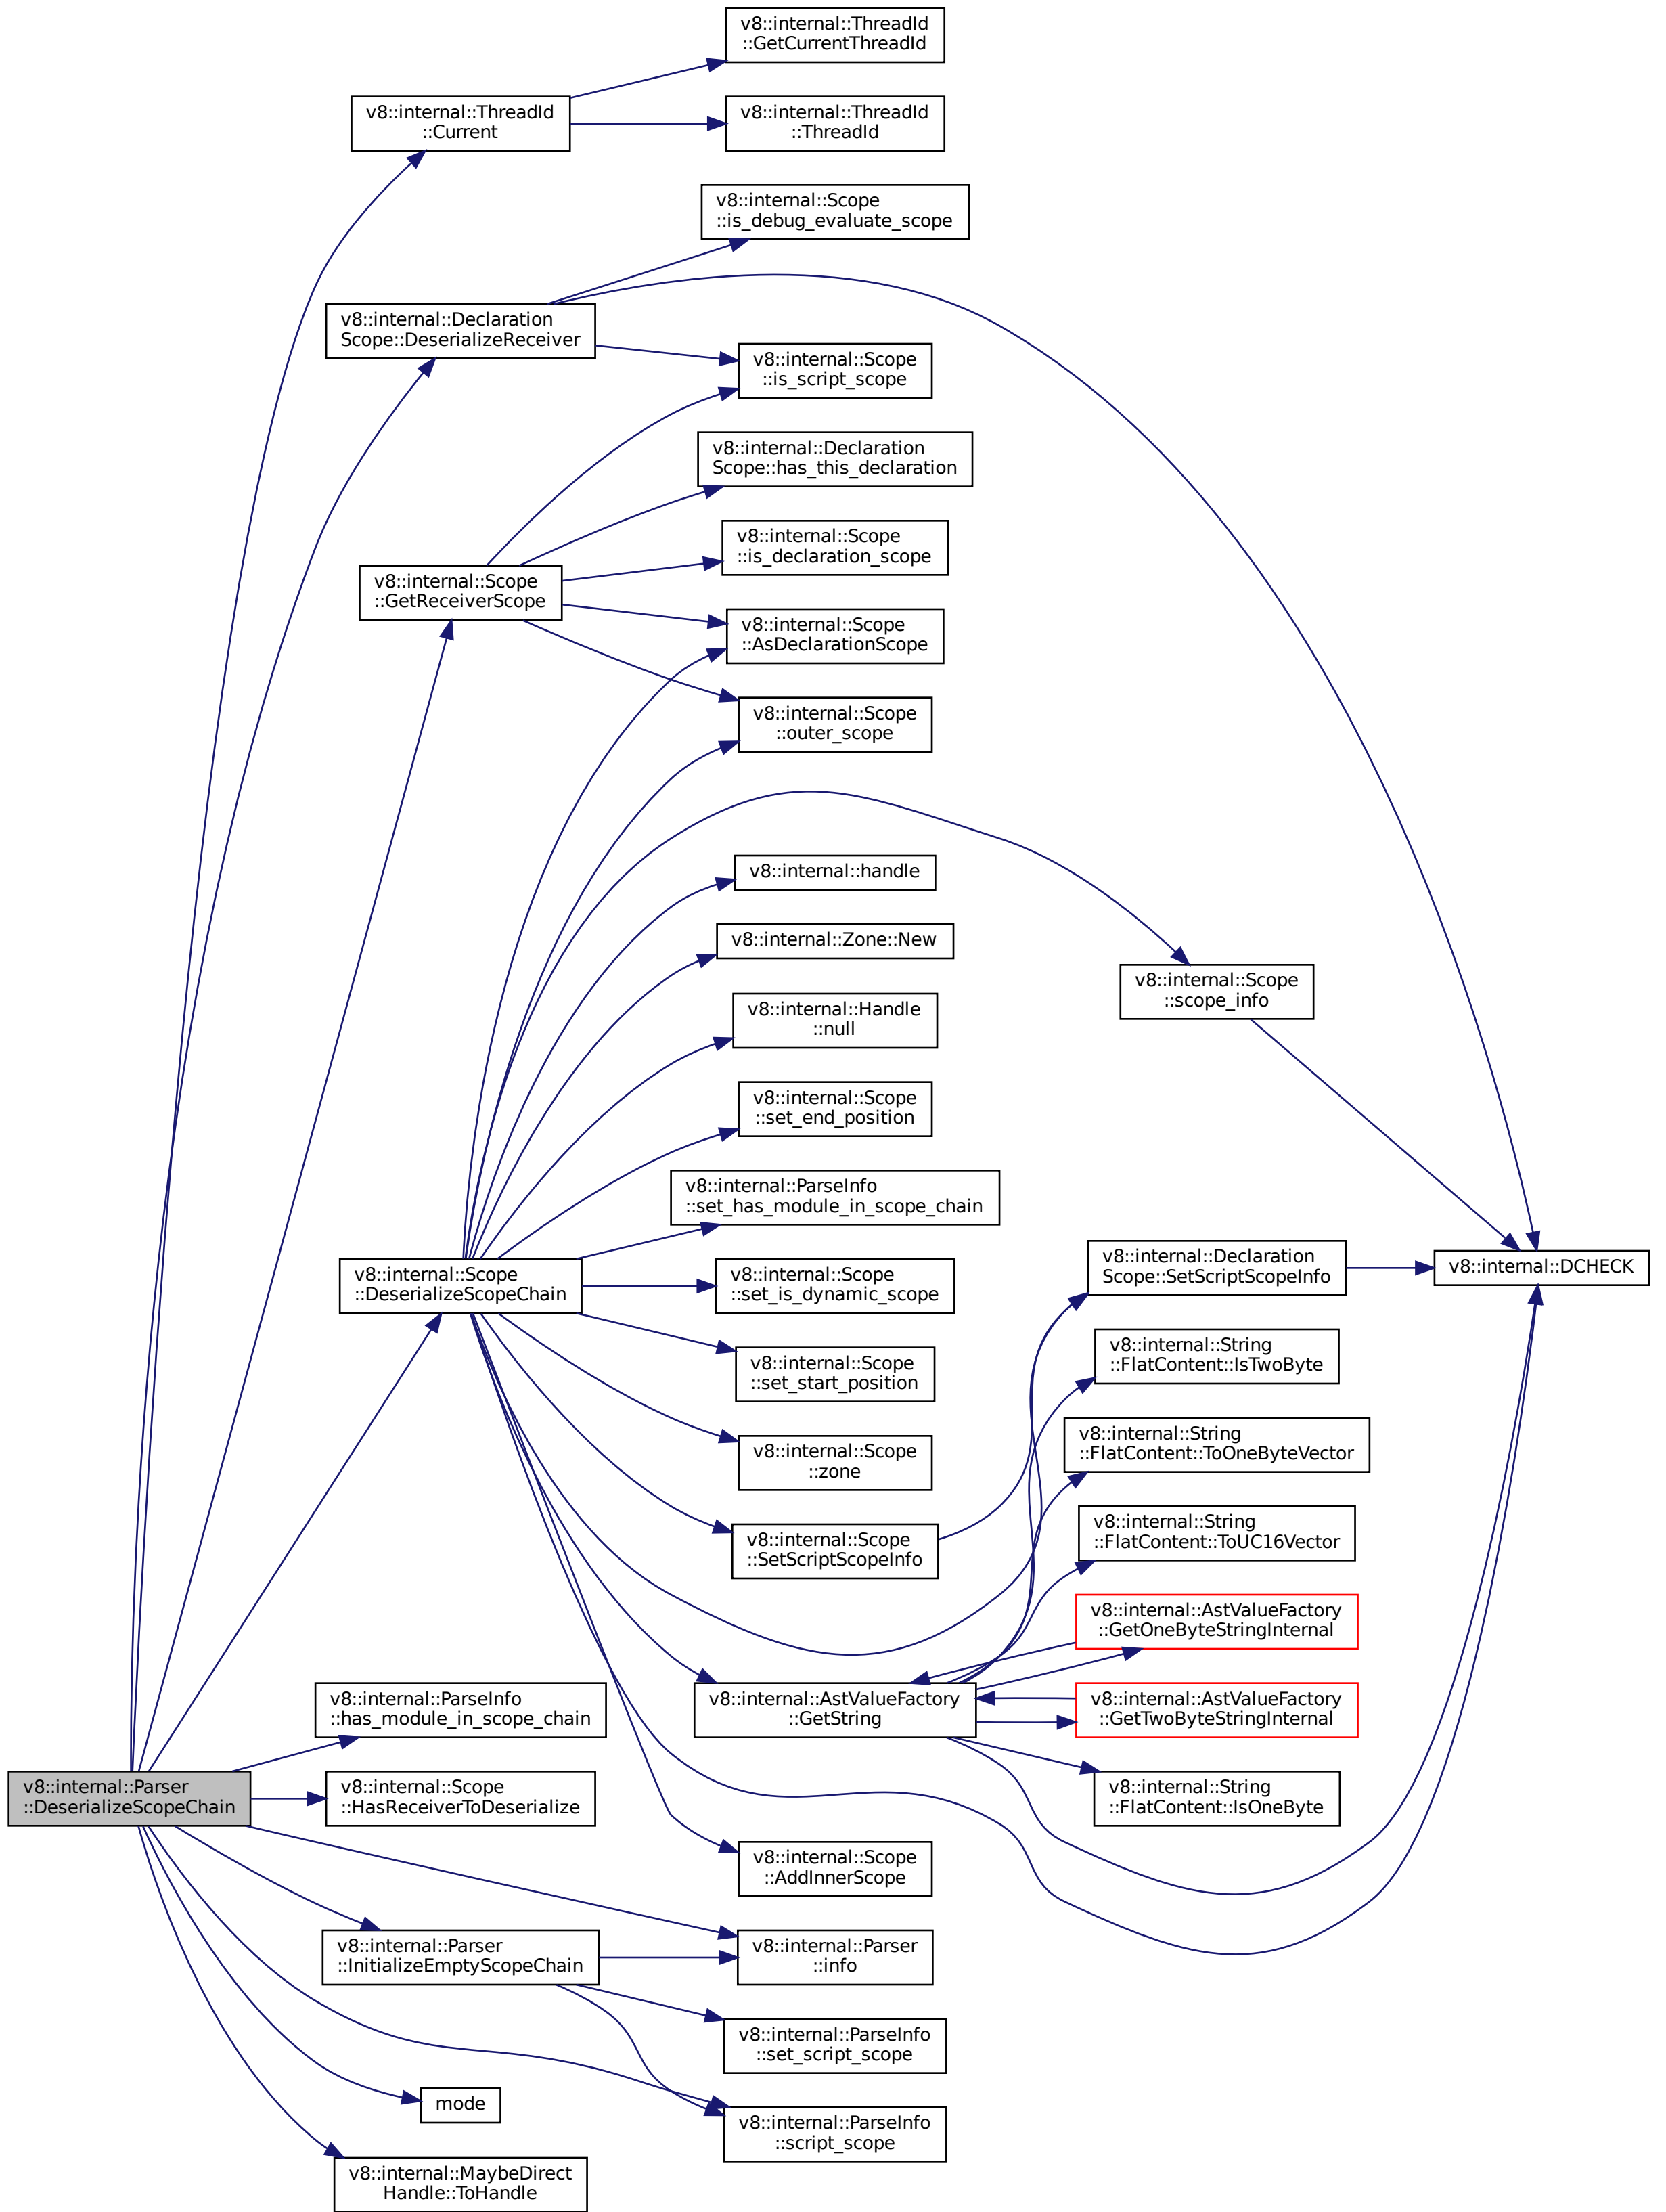 v8::internal::ThreadId
::GetCurrentThreadId
v8::internal::ThreadId
::Current
v8::internal::ThreadId
::ThreadId
v8::internal::Scope
::is_debug_evaluate_scope
v8::internal::Declaration
Scope::DeserializeReceiver
v8::internal::Scope
::is_script_scope
v8::internal::Declaration
Scope::has_this_declaration
v8::internal::Scope
::is_declaration_scope
v8::internal::Scope
::GetReceiverScope
v8::internal::Scope
::AsDeclarationScope
v8::internal::Scope
::outer_scope
v8::internal::handle
v8::internal::Zone::New
v8::internal::Scope
::scope_info
v8::internal::Handle
::null
v8::internal::Scope
::set_end_position
v8::internal::ParseInfo
::set_has_module_in_scope_chain
v8::internal::Scope
::DeserializeScopeChain
v8::internal::Scope
::set_is_dynamic_scope
v8::internal::Declaration
Scope::SetScriptScopeInfo
v8::internal::DCHECK
v8::internal::Scope
::set_start_position
v8::internal::String
::FlatContent::IsTwoByte
v8::internal::Scope
::zone
v8::internal::String
::FlatContent::ToOneByteVector
v8::internal::Scope
::SetScriptScopeInfo
v8::internal::String
::FlatContent::ToUC16Vector
v8::internal::AstValueFactory
::GetOneByteStringInternal
v8::internal::AstValueFactory
::GetString
v8::internal::AstValueFactory
::GetTwoByteStringInternal
v8::internal::ParseInfo
::has_module_in_scope_chain
v8::internal::Parser
::DeserializeScopeChain
v8::internal::Scope
::HasReceiverToDeserialize
v8::internal::String
::FlatContent::IsOneByte
v8::internal::Scope
::AddInnerScope
v8::internal::Parser
::InitializeEmptyScopeChain
v8::internal::Parser
::info
v8::internal::ParseInfo
::set_script_scope
mode
v8::internal::ParseInfo
::script_scope
v8::internal::MaybeDirect
Handle::ToHandle